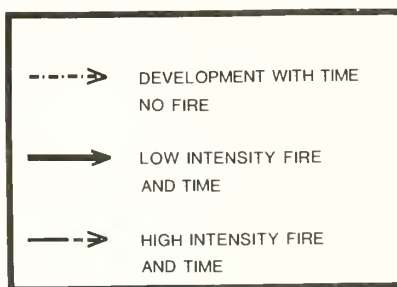 DEVELOPMENT WITH TIME
NO FIRE
LOW INTENSITY FIRE
AND TIME
HIGH INTENSITY FIRE
AND TIME